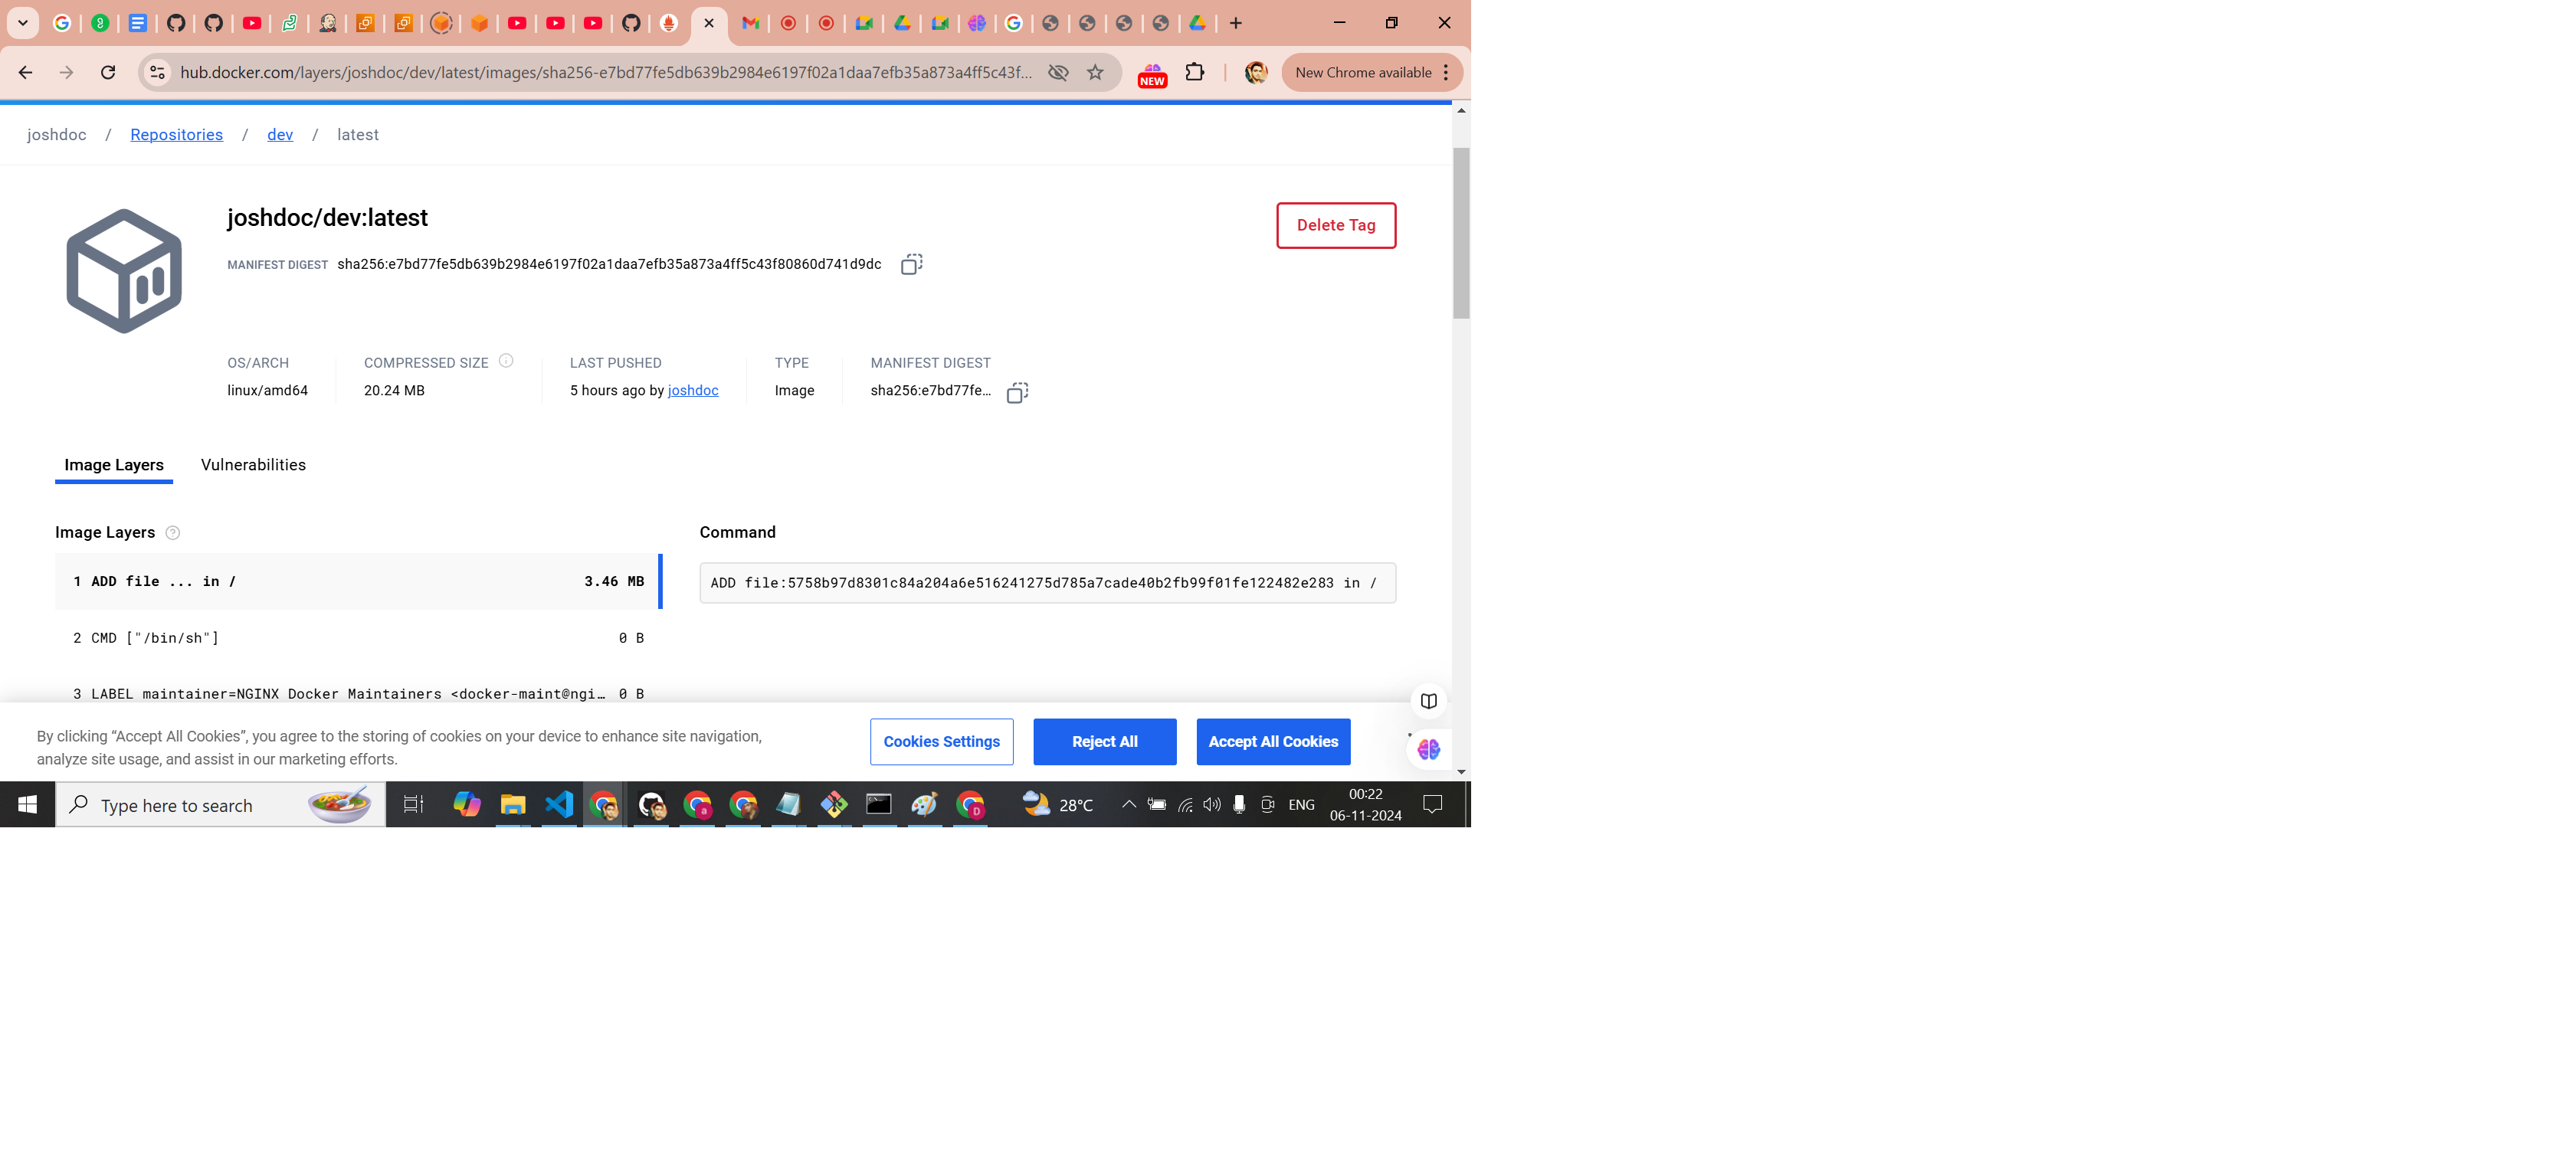 hub.docker.com/layers/joshdoc/dev/latest/images/sha256-e7bd77fe5db639b2984e6197f02a1daa7efb35a873a4ff5c43f...
NEW
New Chrome available
joshdoc / Repositories / dev / latest
joshdoc/dev:latest
Delete Tag
MANIFEST DIGEST sha256:e7bd77fe5db639b2984e6197f02a1daa7efb35a873a4ff5c43f80860d741d9dc
OS/ARCH COMPRESSED SIZE LAST PUSHED TYPE MANIFEST DIGEST
linux/amd64 20.24 MB 5 hours ago by joshdoc Image sha256:e7bd77fe...
Image Layers Vulnerabilities
Image Layers Command
1 ADD file ... in / 3.46 MB
ADD file:5758b97d8301c84a204a6e516241275d785a7cade40b2fb99f01fe122482e283 in /
2 CMD ["/bin/sh"] 0 B
3 LABEL maintainer=NGINX Docker Maintainers <docker-maint@ngi... 0 B
By clicking “Accept All Cookies”, you agree to the storing of cookies on your device to enhance site navigation,
analyze site usage, and assist in our marketing efforts.
Cookies Settings Reject All Accept All Cookies
Type here to search
28°C
ENG
00:22
06-11-2024